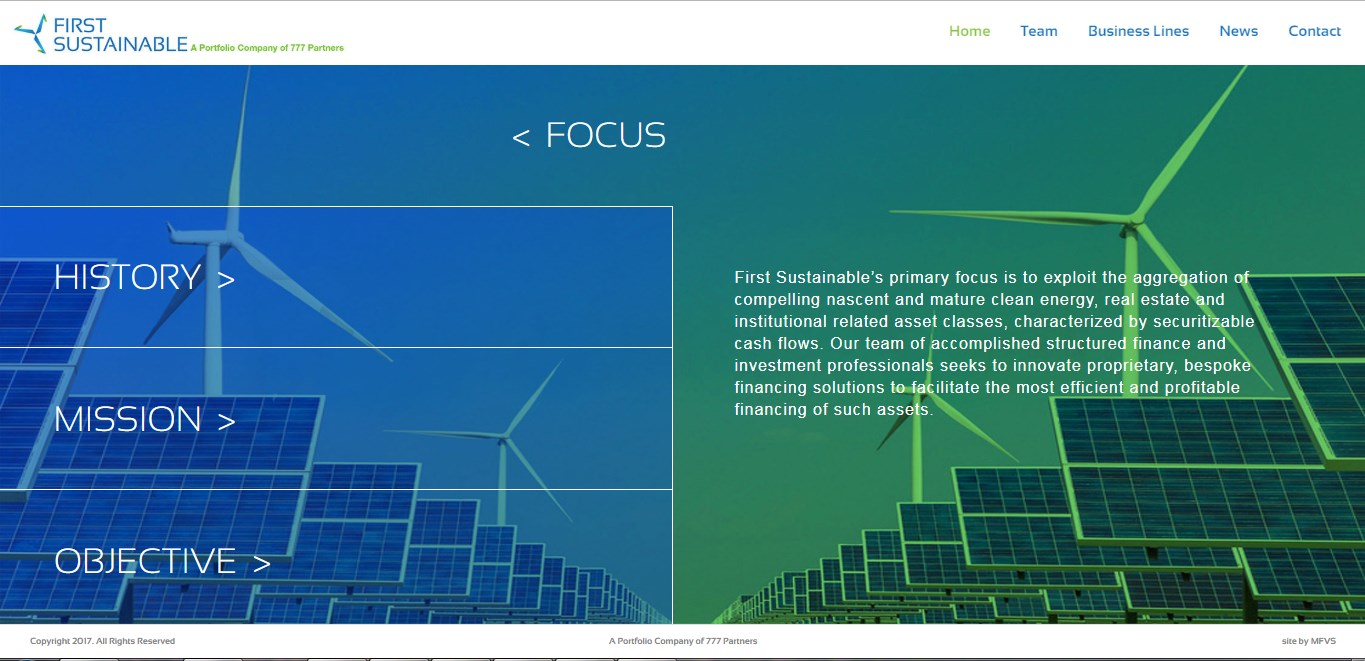 FIRST
SUSTAINABLE A Portfolio Company of 777 Partners
Home Team Business Lines News Contact
< FOCUS
HISTORY >
MISSION >
OBJECTIVE >
First Sustainable’s primary focus is to exploit the aggregation of
compelling nascent and mature clean energy, real estate and
institutional related asset classes, characterized by securitizable
cash flows. Our team of accomplished structured finance and
investment professionals seeks to innovate proprietary, bespoke
financing solutions to facilitate the most efficient and profitable
financing of such assets.
Copyright 2017. All Rights Reserved
A Portfolio Company of 777 Partners
site by MFVS